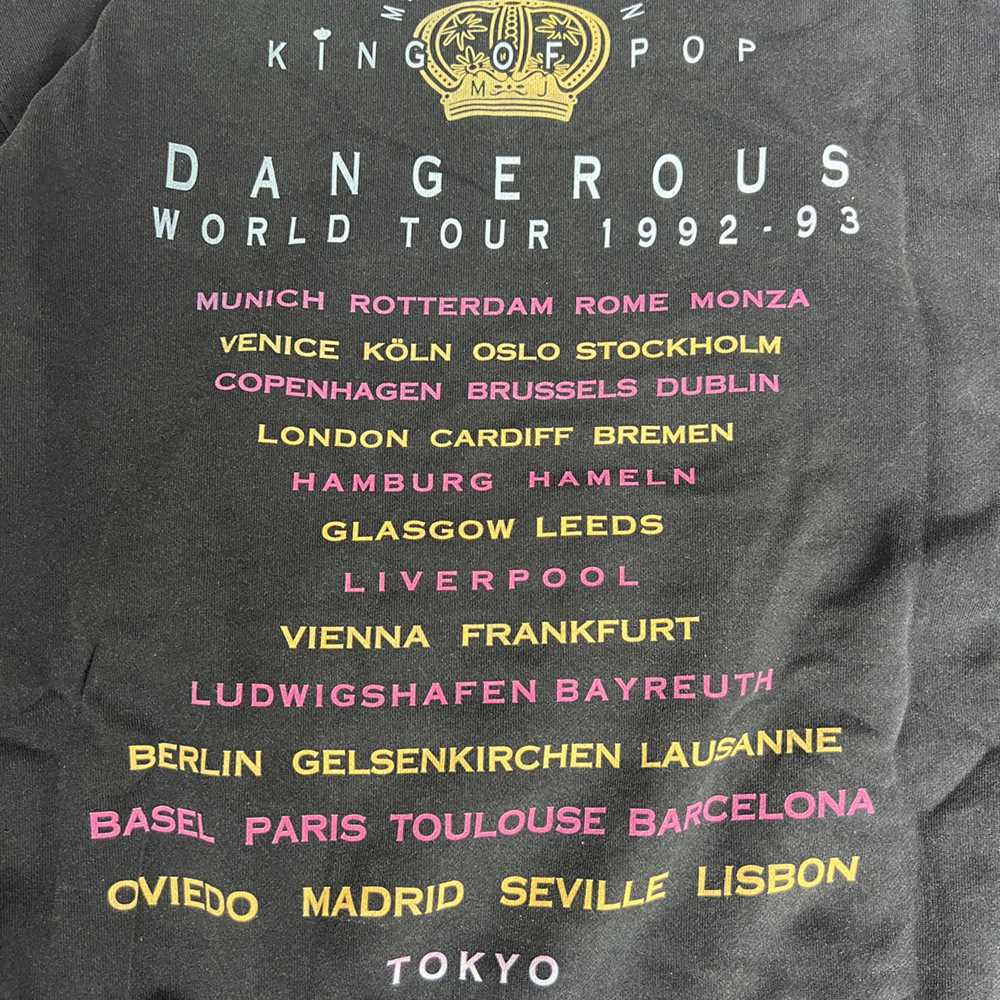 KING OF POP
M J
DANGEROUS
WORLD TOUR 1992-93
MUNICH ROTTERDAM ROME MONZA
VENICE KÖLN OSLO STOCKHOLM
COPENHAGEN BRUSSELS DUBLIN
LONDON CARDIFF BREMEN
HAMBURG HAMELN
GLASGOW LEEDS
LIVERPOOL
VIENNA FRANKFURT
LUDWIGSHAFEN BAYREUTH
BERLIN GELSENKIRCHEN LAUSANNE
BASEL PARIS TOULOUSE BARCELONA
OVIEDO MADRID SEVILLE LISBON
TOKYO